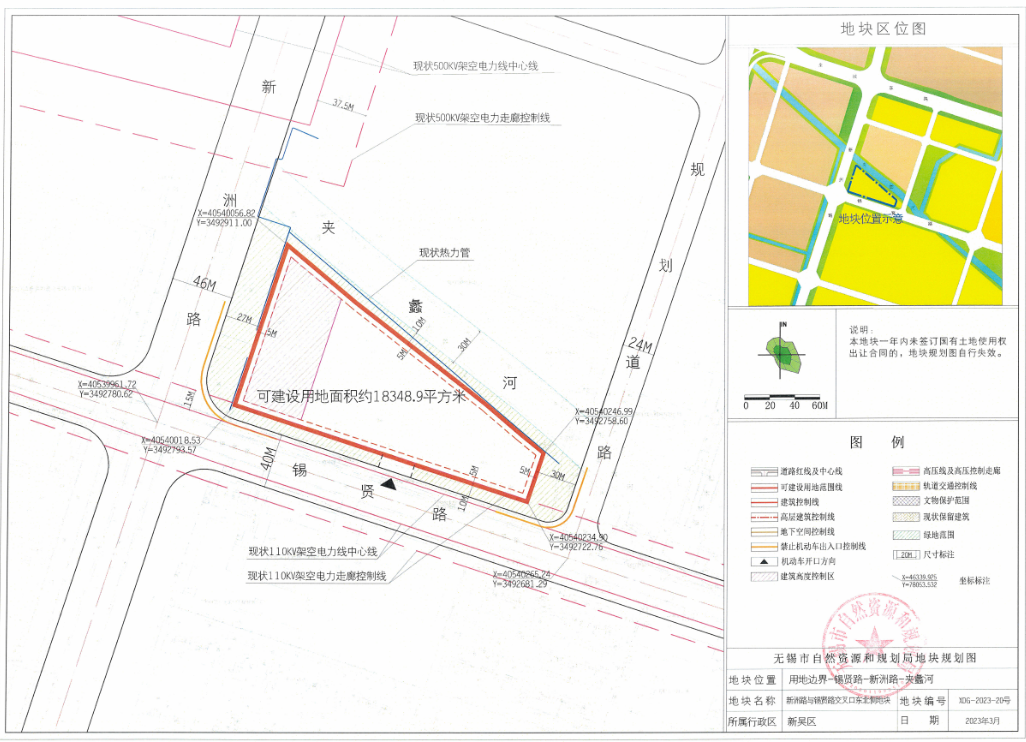 地块区位图
现状500KV架空电力线中心线
新
37.5M
现状500KV架空电力走廊控制线
规
洲
X=40540056.82
Y=3492911.00
夹
地块位置示意
现状热力管
划
46M
蠡
路
27M
5M
10M
5M
30M
24M
道
N
说明:
本地块一年内未签订国有土地使用权
出让合同的,地块规划图自行失效。
0 20 40 60M
X=40539961.72
Y=3492780.62
15M
可建设用地面积约18348.9平方米
河
X=40540246.99
Y=3492758.60
X=40540018.53
Y=3492793.57
40M
锡
贤
路
路
5M
5M
30M
10M
X=40540234.90
Y=3492722.76
X=40540265.24
Y=3492681.29
现状110KV架空电力线中心线
现状110KV架空电力走廊控制线
图 例
道路红线及中心线
高压线及高压控制走廊
可建设用地范围线
轨道交通控制线
建筑控制线
文物保护范围
高层建筑控制线
现状保留建筑
地下空间控制线
绿地范围
禁止机动车出入口控制线
20M 尺寸标注
机动车开口方向
建筑高度控制区
X=46339.925
Y=78053.532
坐标标注
无锡市自然资源和规划局地块规划图
地块位置 用地边界-锡贤路-新洲路-夹蠡河
地块名称 新洲路与锡贤路交叉口东北侧地块 地块编号 XDG-2023-20号
所属行政区 新吴区 日 期 2023年3月